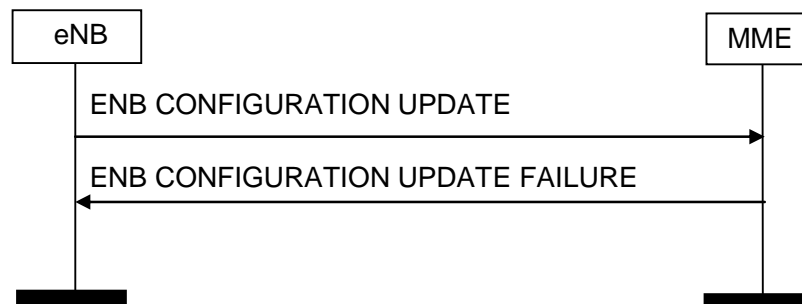 eNB
MME
ENB CONFIGURATION UPDATE
ENB CONFIGURATION UPDATE FAILURE